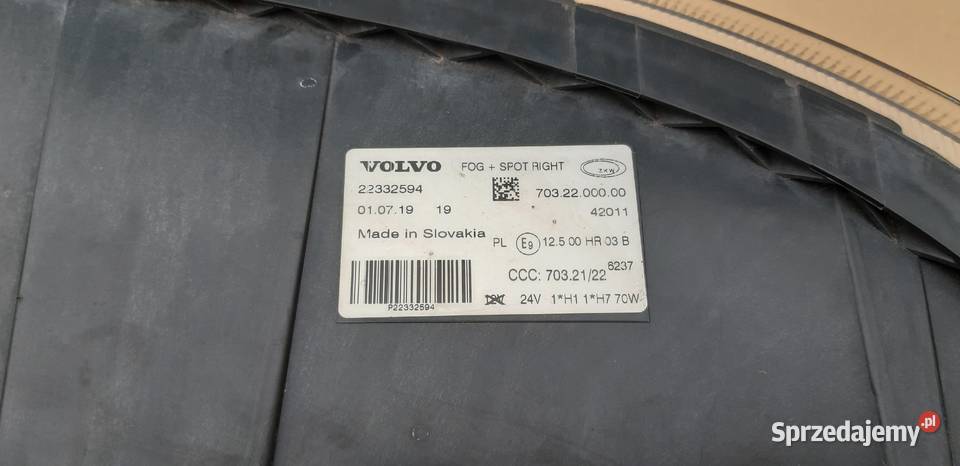 VOLVO FOG + SPOT RIGHT ZKW
22332594 703.22.000.00
01.07.19 19 42011
Made in Slovakia PL E9 12.5 00 HR 03 B
CCC: 703.21/22 6237
P22332594 24V 1*H1 1*H7 70W
Sprzedajemy.pl